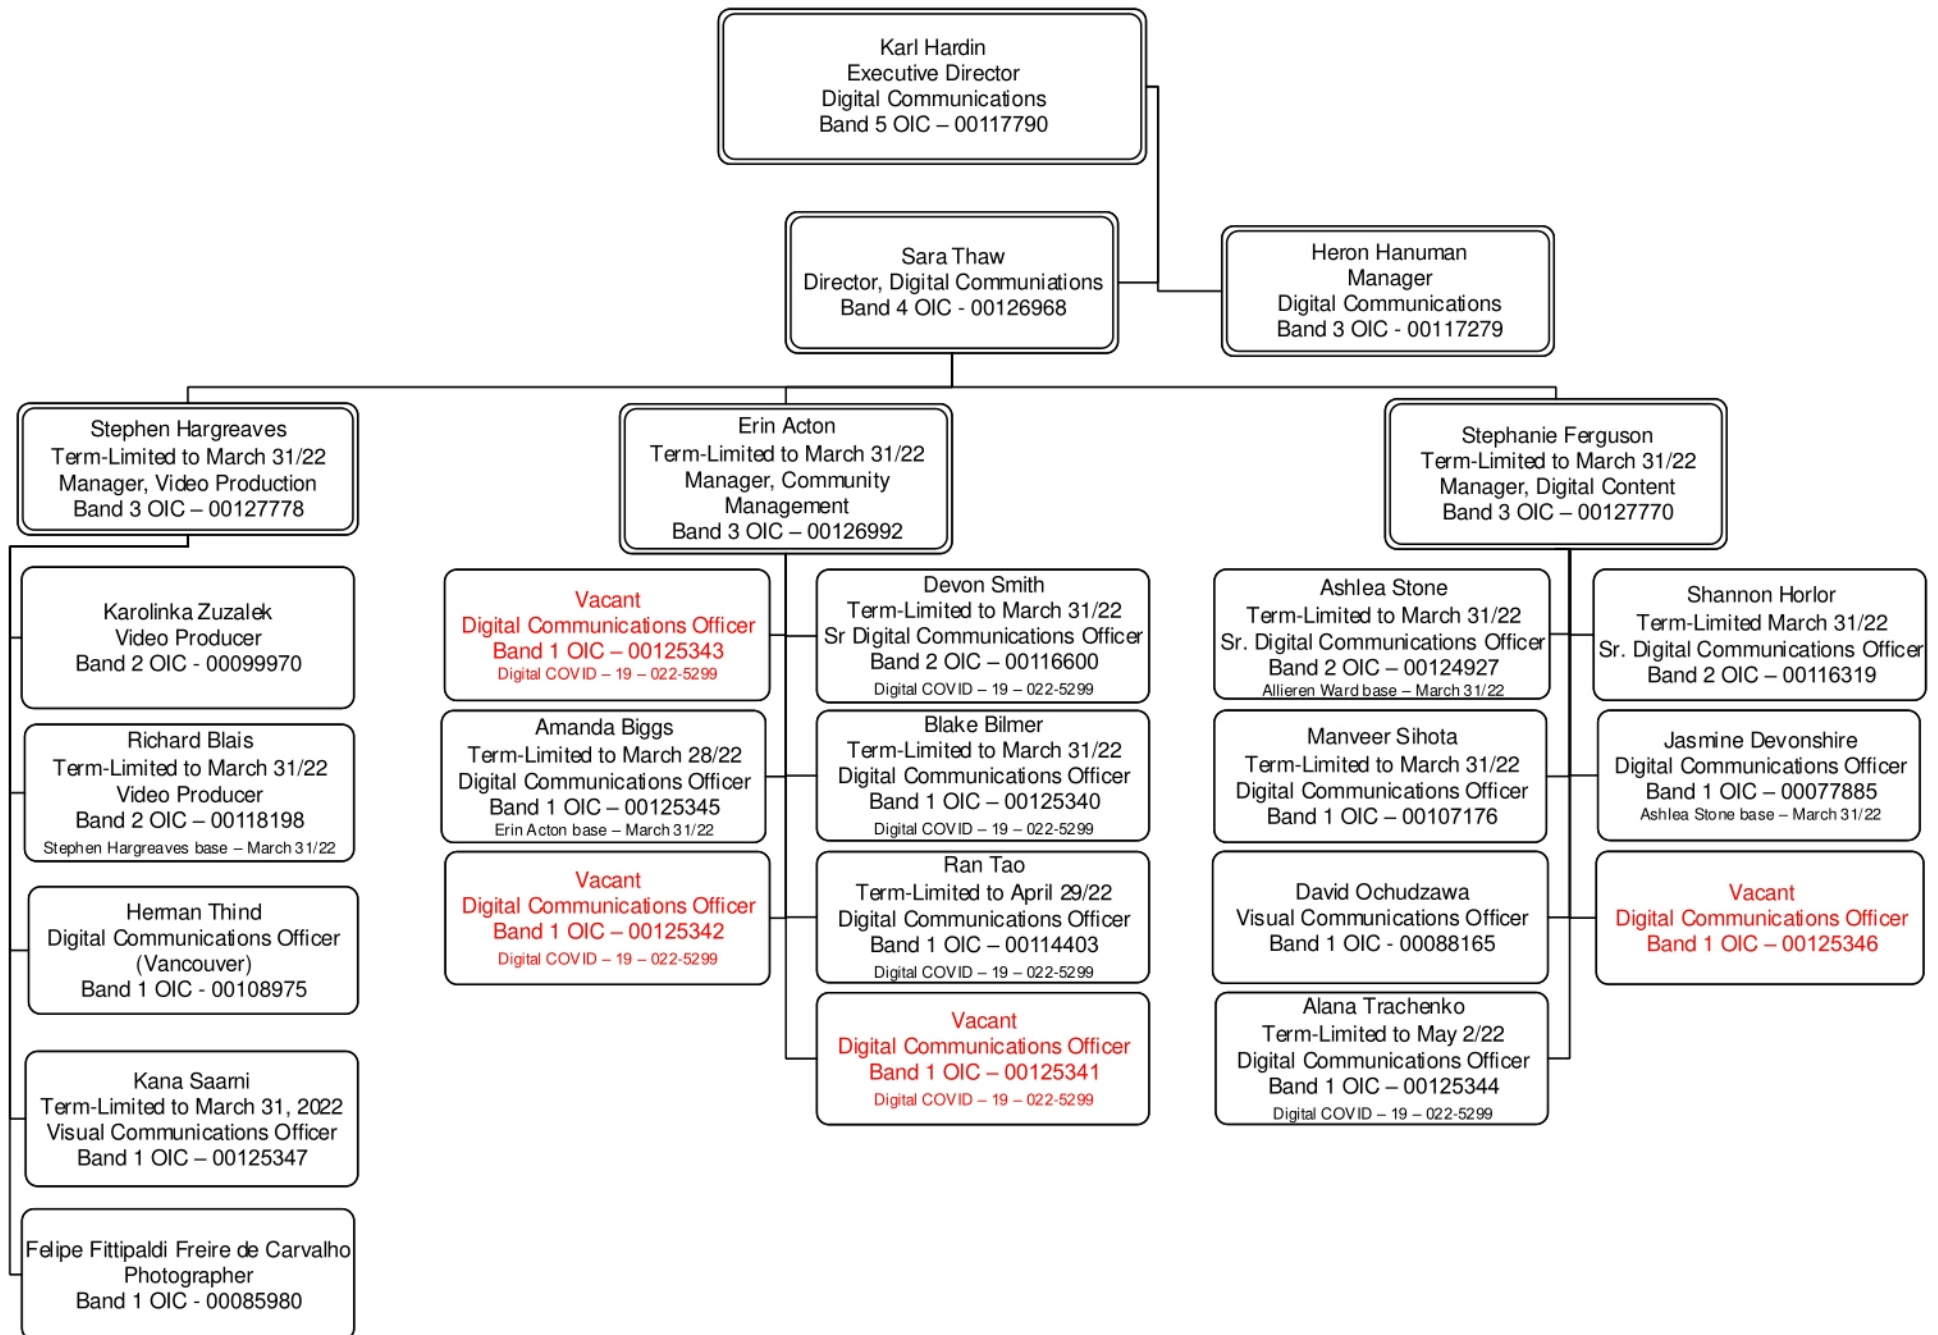 Karl Hardin
Executive Director
Digital Communications
Band 5 OIC – 00117790
Sara Thaw
Director, Digital Communiations
Band 4 OIC - 00126968
Heron Hanuman
Manager
Digital Communications
Band 3 OIC - 00117279
Stephen Hargreaves
Term-Limited to March 31/22
Manager, Video Production
Band 3 OIC – 00127778
Erin Acton
Term-Limited to March 31/22
Manager, Community
Management
Band 3 OIC – 00126992
Stephanie Ferguson
Term-Limited to March 31/22
Manager, Digital Content
Band 3 OIC – 00127770
Karolinka Zuzalek
Video Producer
Band 2 OIC - 00099970
Richard Blais
Term-Limited to March 31/22
Video Producer
Band 2 OIC – 00118198
Stephen Hargreaves base – March 31/22
Herman Thind
Digital Communications Officer
(Vancouver)
Band 1 OIC - 00108975
Kana Saarni
Term-Limited to March 31, 2022
Visual Communications Officer
Band 1 OIC – 00125347
Felipe Fittipaldi Freire de Carvalho
Photographer
Band 1 OIC - 00085980
Vacant
Digital Communications Officer
Band 1 OIC – 00125343
Digital COVID – 19 – 022-5299
Devon Smith
Term-Limited to March 31/22
Sr Digital Communications Officer
Band 2 OIC – 00116600
Digital COVID – 19 – 022-5299
Amanda Biggs
Term-Limited to March 28/22
Digital Communications Officer
Band 1 OIC – 00125345
Erin Acton base – March 31/22
Blake Bilmer
Term-Limited to March 31/22
Digital Communications Officer
Band 1 OIC – 00125340
Digital COVID – 19 – 022-5299
Vacant
Digital Communications Officer
Band 1 OIC – 00125342
Digital COVID – 19 – 022-5299
Ran Tao
Term-Limited to April 29/22
Digital Communications Officer
Band 1 OIC – 00114403
Digital COVID – 19 – 022-5299
Vacant
Digital Communications Officer
Band 1 OIC – 00125341
Digital COVID – 19 – 022-5299
Ashlea Stone
Term-Limited to March 31/22
Sr. Digital Communications Officer
Band 2 OIC – 00124927
Allieren Ward base – March 31/22
Shannon Horlor
Term-Limited March 31/22
Sr. Digital Communications Officer
Band 2 OIC – 00116319
Manveer Sihota
Term-Limited to March 31/22
Digital Communications Officer
Band 1 OIC – 00107176
Jasmine Devonshire
Digital Communications Officer
Band 1 OIC – 00077885
Ashlea Stone base – March 31/22
David Ochudzawa
Visual Communications Officer
Band 1 OIC - 00088165
Vacant
Digital Communications Officer
Band 1 OIC – 00125346
Alana Trachenko
Term-Limited to May 2/22
Digital Communications Officer
Band 1 OIC – 00125344
Digital COVID – 19 – 022-5299